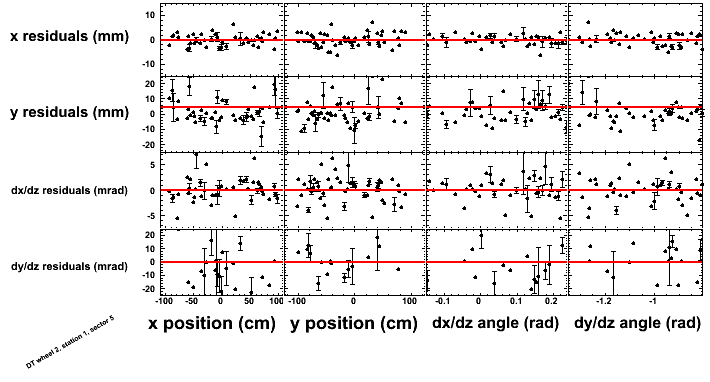 x residuals (mm)
10
0
-10
y residuals (mm)
20
10
0
-10
-20
dx/dz residuals (mrad)
5
0
-5
dy/dz residuals (mrad)
20
10
0
-10
-20
-100 -50 0 50 100 -100 0 100 -0.1 0 0.1 0.2 -1.2 -1
x position (cm) y position (cm) dx/dz angle (rad) dy/dz angle (rad)
DT wheel 2, station 1, sector 5